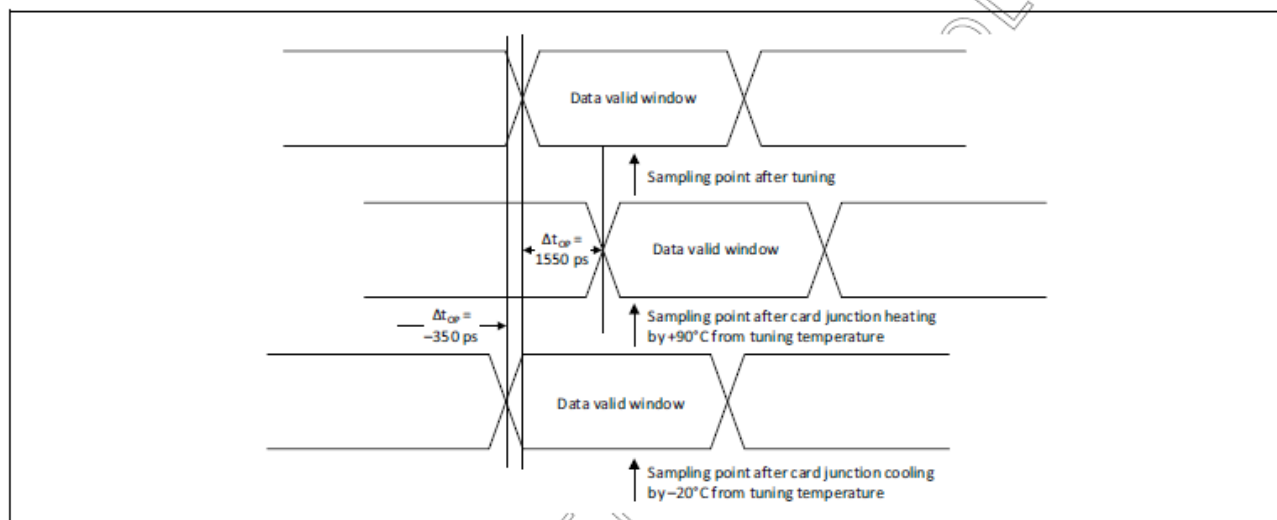 Data valid window
Sampling point after tuning
ΔtOP =
1550 ps
Data valid window
ΔtOP =
–350 ps
Sampling point after card junction heating
by +90°C from tuning temperature
Data valid window
Sampling point after card junction cooling
by –20°C from tuning temperature